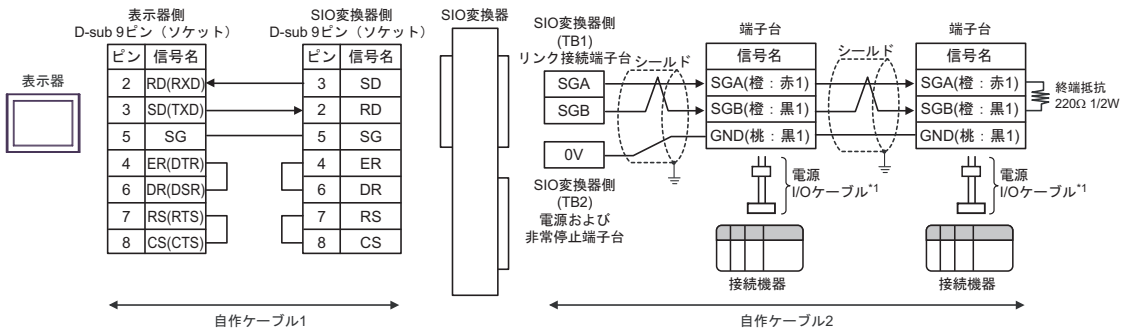 表示器
表示器側
D-sub 9ピン（ソケット）
ピン 信号名
2 RD(RXD)
3 SD(TXD)
5 SG
4 ER(DTR)
6 DR(DSR)
7 RS(RTS)
8 CS(CTS)
SIO変換器側
D-sub 9ピン（ソケット）
ピン 信号名
3 SD
2 RD
5 SG
4 ER
6 DR
7 RS
8 CS
自作ケーブル1
SIO変換器
SIO変換器側
(TB1)
リンク接続端子台
SGA
SGB
0V
SIO変換器側
(TB2)
電源および
非常停止端子台
シールド
端子台
信号名
SGA(橙：赤1)
SGB(橙：黒1)
GND(桃：黒1)
電源
I/Oケーブル*1
接続機器
シールド
端子台
信号名
SGA(橙：赤1)
SGB(橙：黒1)
GND(桃：黒1)
電源
I/Oケーブル*1
接続機器
終端抵抗
220Ω 1/2W
自作ケーブル2